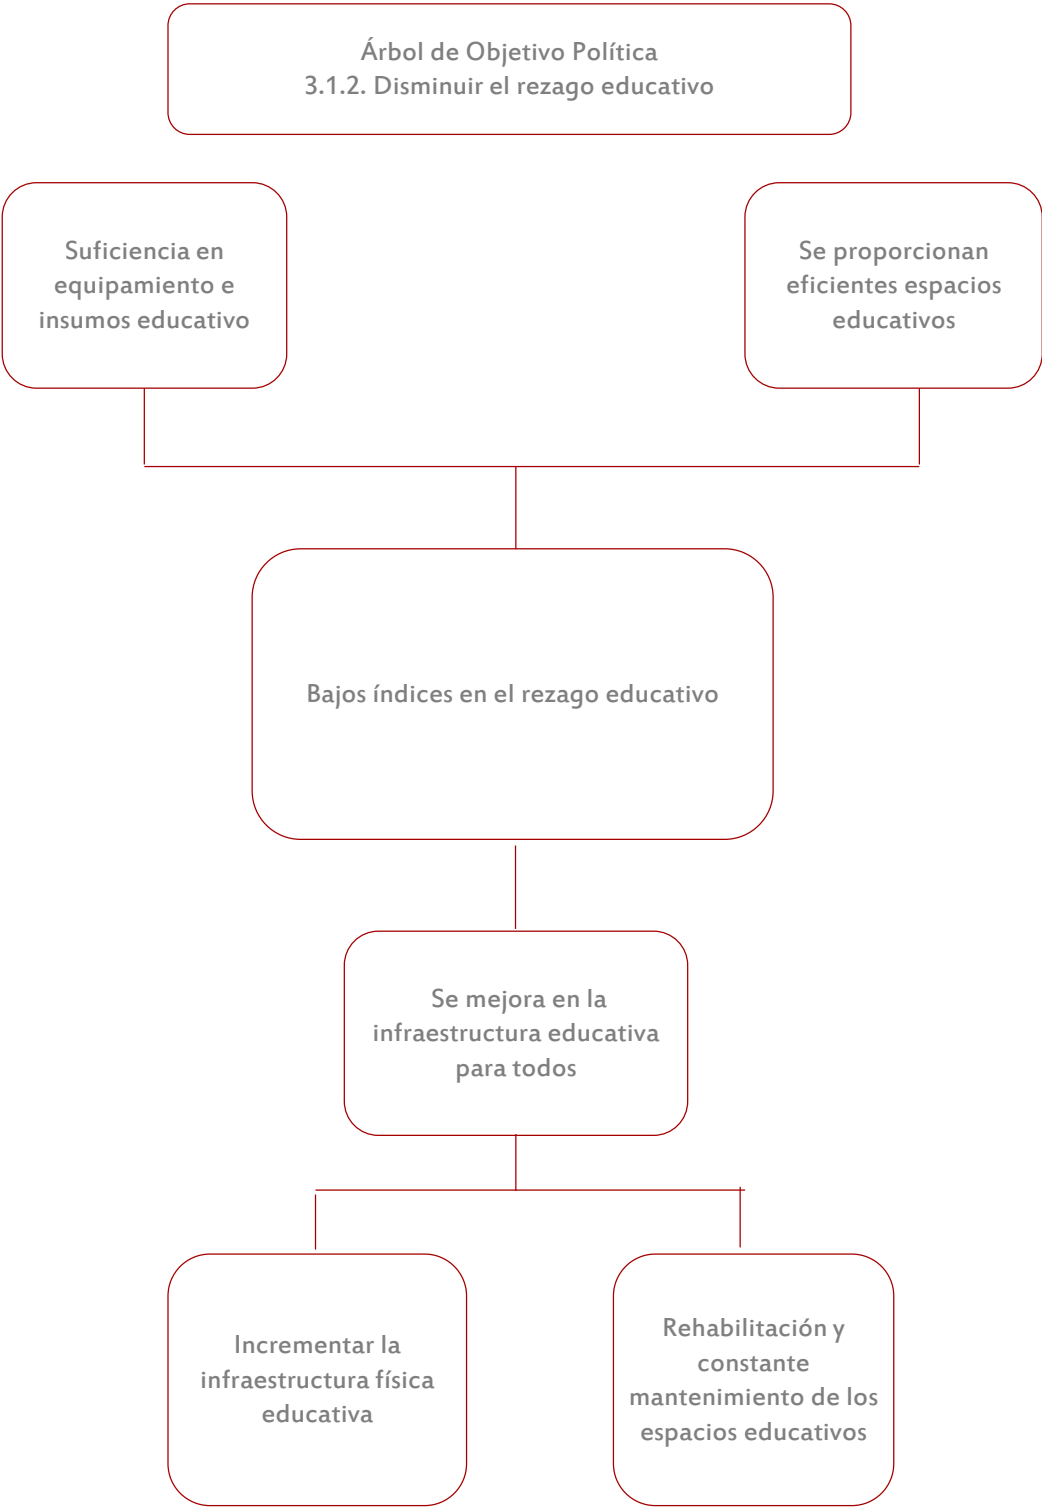 Árbol de Objetivo Política
3.1.2. Disminuir el rezago educativo
Suficiencia en
equipamiento e
insumos educativo
Se proporcionan
eficientes espacios
educativos
Bajos índices en el rezago educativo
Se mejora en la
infraestructura educativa
para todos
Incrementar la
infraestructura física
educativa
Rehabilitación y
constante
mantenimiento de los
espacios educativos